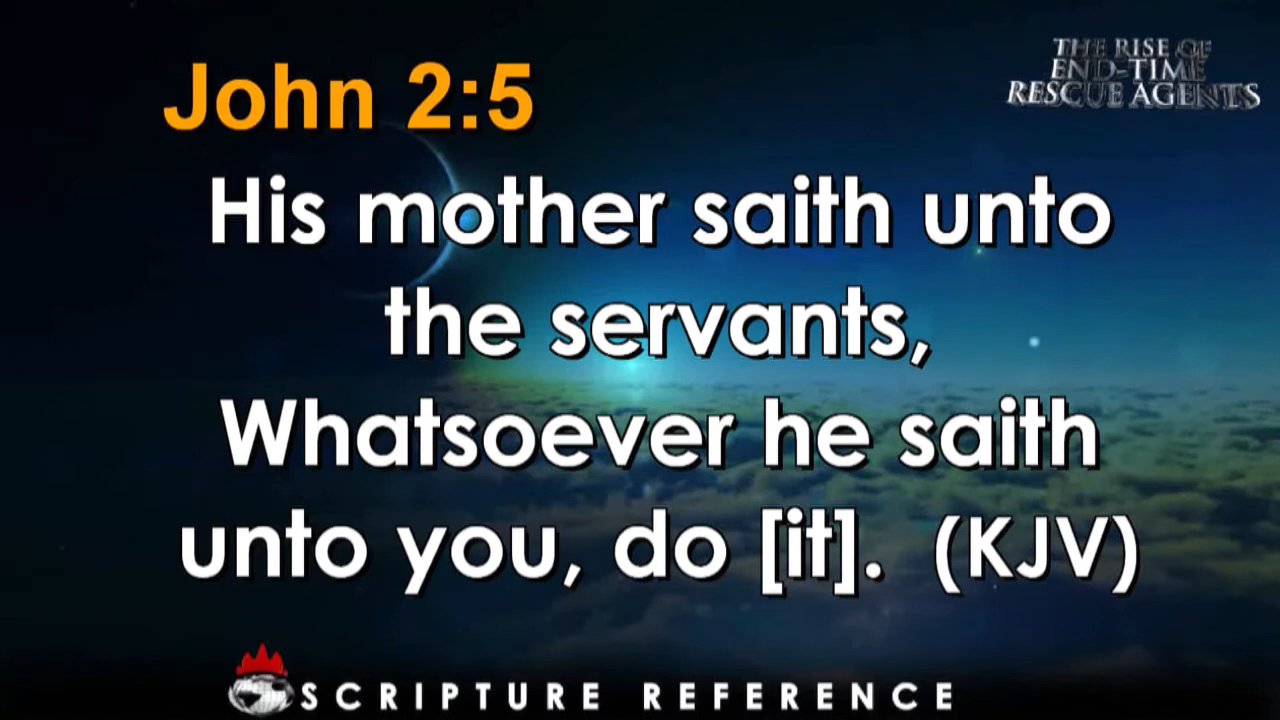 THE RISE OF
END-TIME
RESCUE AGENTS
John 2:5
His mother saith unto
the servants,
Whatsoever he saith
unto you, do [it]. (KJV)
SCRIPTURE REFERENCE